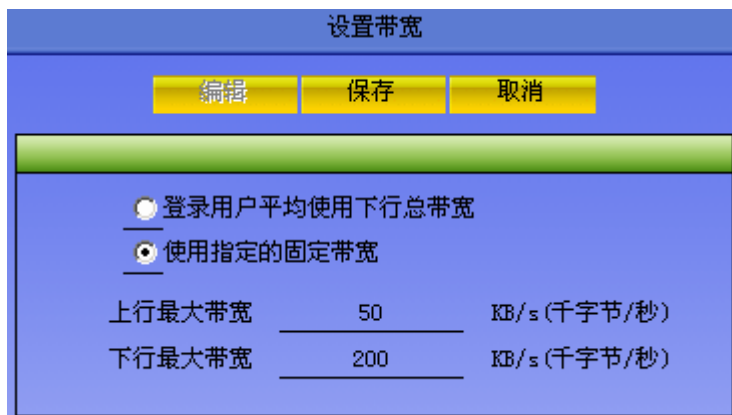 设置带宽
编辑 保存 取消
登录用户平均使用下行总带宽
使用指定的固定带宽
上行最大带宽 50 KB/s(千字节/秒)
下行最大带宽 200 KB/s(千字节/秒)